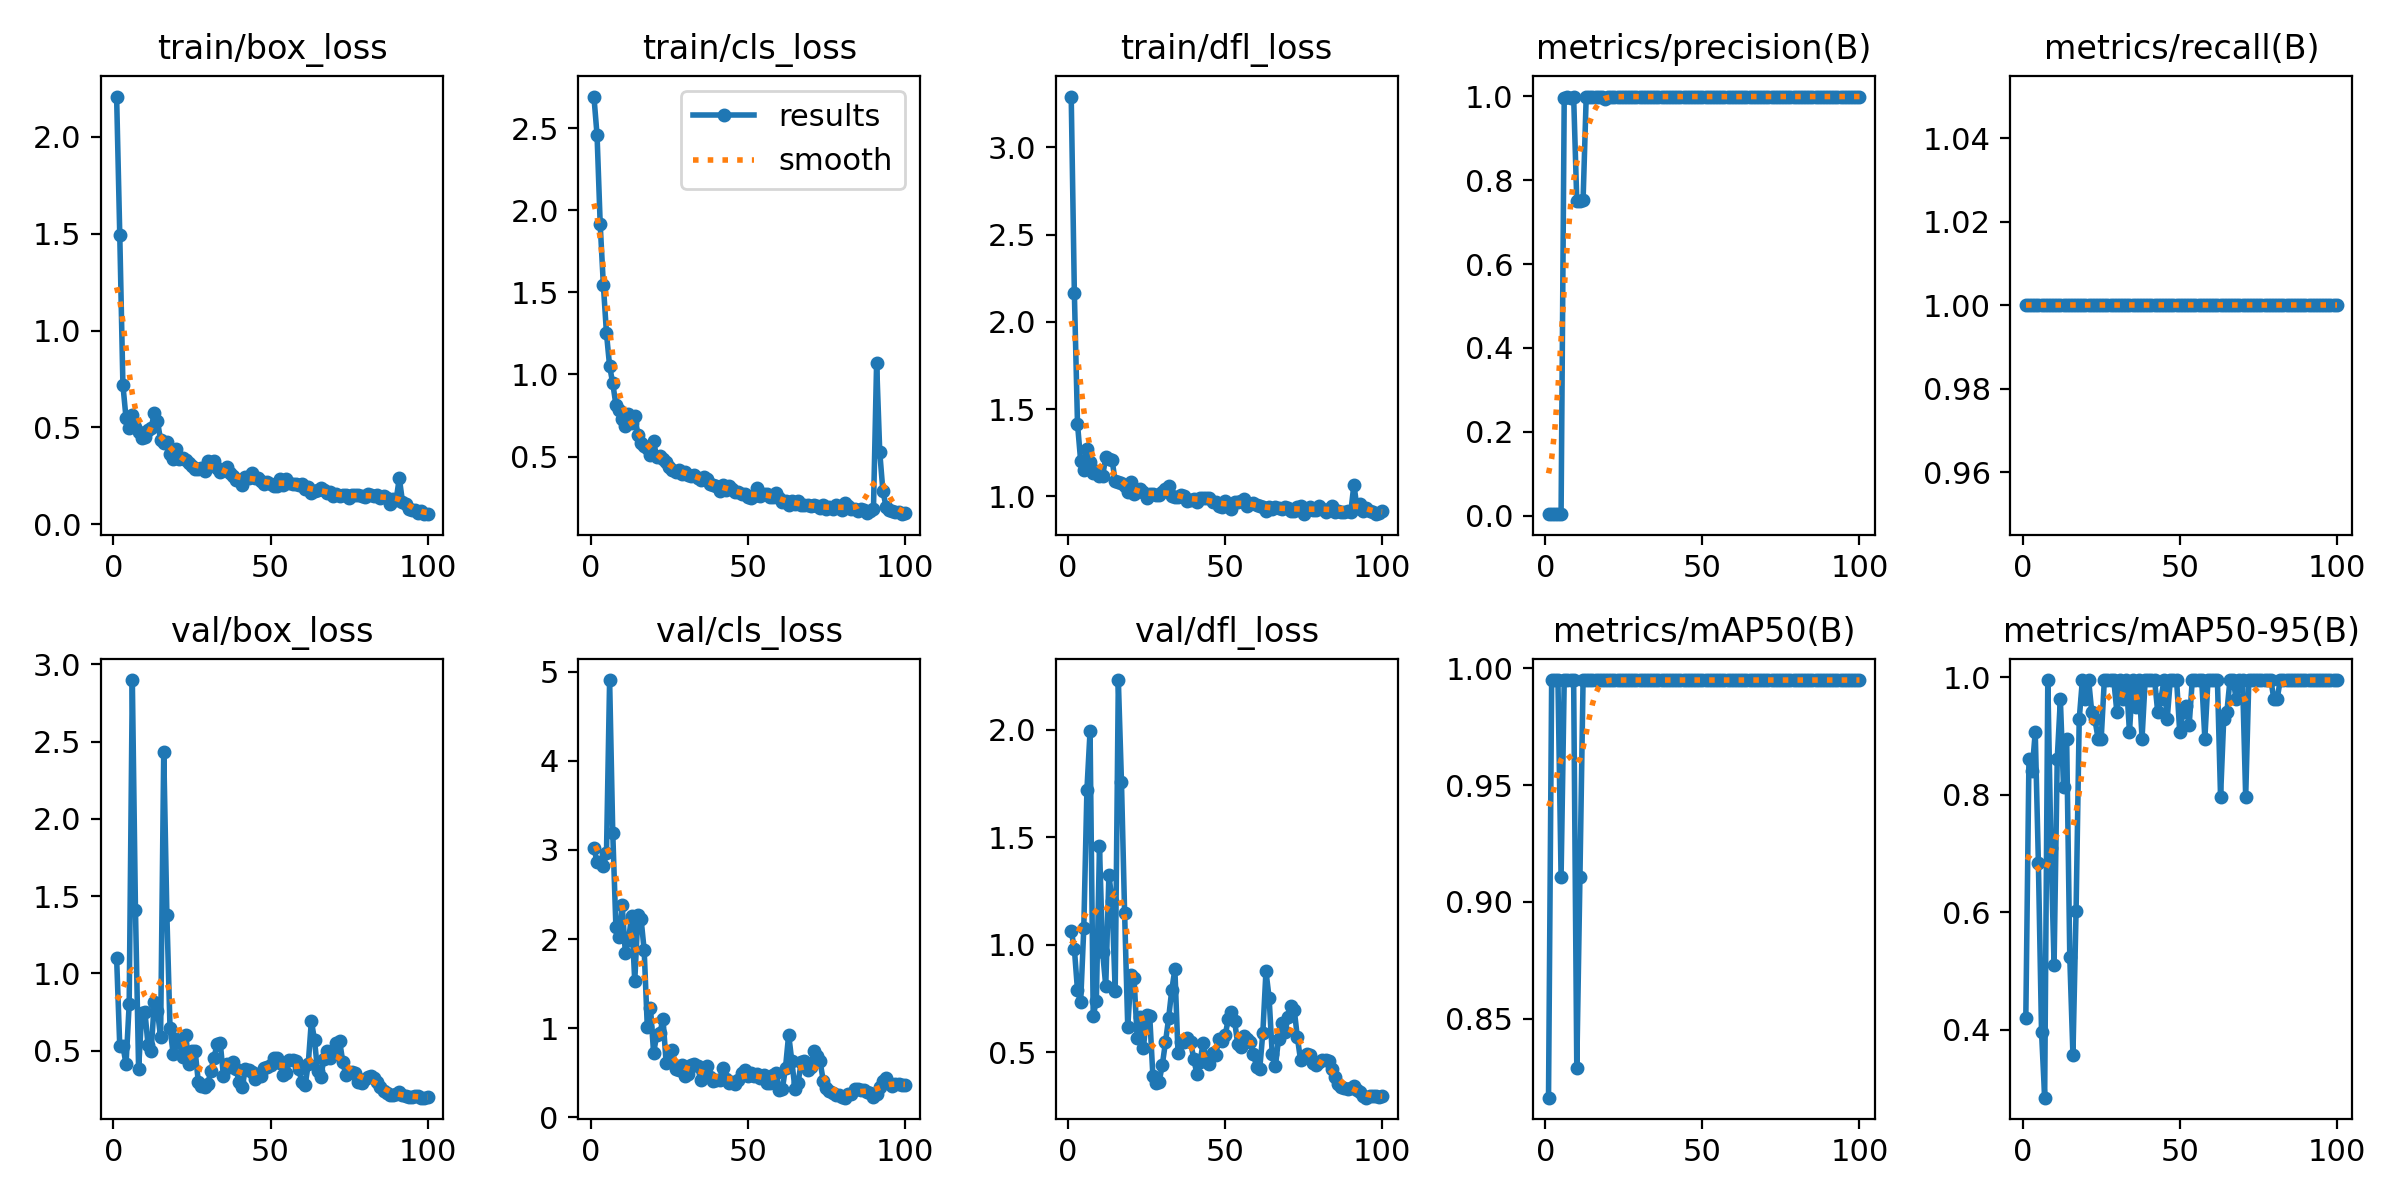 train/box_loss
2.0
1.5
1.0
0.5
0.0
0 50 100
train/cls_loss
results
smooth
2.5
2.0
1.5
1.0
0.5
0 50 100
train/dfl_loss
3.0
2.5
2.0
1.5
1.0
0 50 100
metrics/precision(B)
1.0
0.8
0.6
0.4
0.2
0.0
0 50 100
metrics/recall(B)
1.04
1.02
1.00
0.98
0.96
0 50 100
val/box_loss
3.0
2.5
2.0
1.5
1.0
0.5
0 50 100
val/cls_loss
5
4
3
2
1
0
0 50 100
val/dfl_loss
2.0
1.5
1.0
0.5
0 50 100
metrics/mAP50(B)
1.00
0.95
0.90
0.85
0 50 100
metrics/mAP50-95(B)
1.0
0.8
0.6
0.4
0 50 100